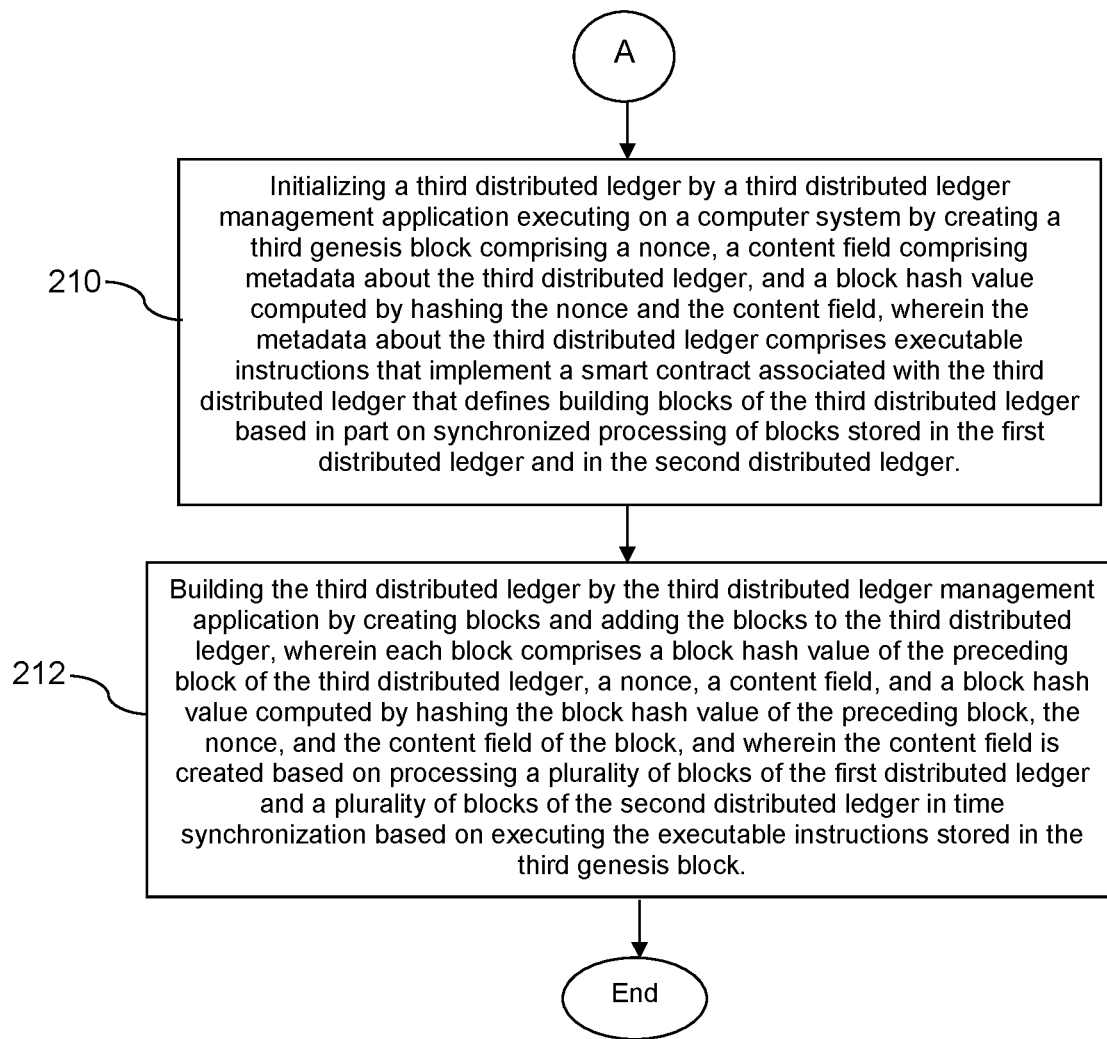 A
Initializing a third distributed ledger by a third distributed ledger
management application executing on a computer system by creating a
third genesis block comprising a nonce, a content field comprising
metadata about the third distributed ledger, and a block hash value
computed by hashing the nonce and the content field, wherein the
metadata about the third distributed ledger comprises executable
instructions that implement a smart contract associated with the third
distributed ledger that defines building blocks of the third distributed ledger
based in part on synchronized processing of blocks stored in the first
distributed ledger and in the second distributed ledger.
210
Building the third distributed ledger by the third distributed ledger management
application by creating blocks and adding the blocks to the third distributed
ledger, wherein each block comprises a block hash value of the preceding
block of the third distributed ledger, a nonce, a content field, and a block hash
value computed by hashing the block hash value of the preceding block, the
nonce, and the content field of the block, and wherein the content field is
created based on processing a plurality of blocks of the first distributed ledger
and a plurality of blocks of the second distributed ledger in time
synchronization based on executing the executable instructions stored in the
third genesis block.
212
End